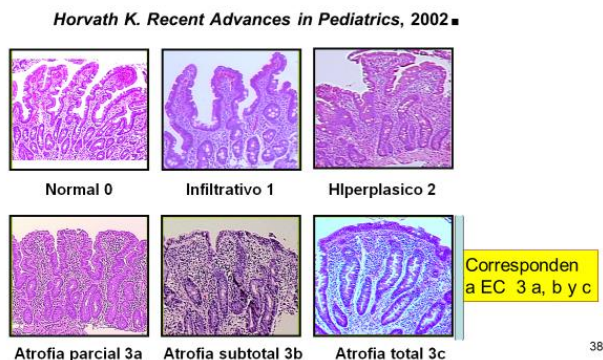 Horvath K. Recent Advances in Pediatrics, 2002
Normal 0
Infiltrativo 1
HIperplasico 2
Atrofia parcial 3a
Atrofia subtotal 3b
Atrofia total 3c
Corresponden
a EC 3 a, b y c
38